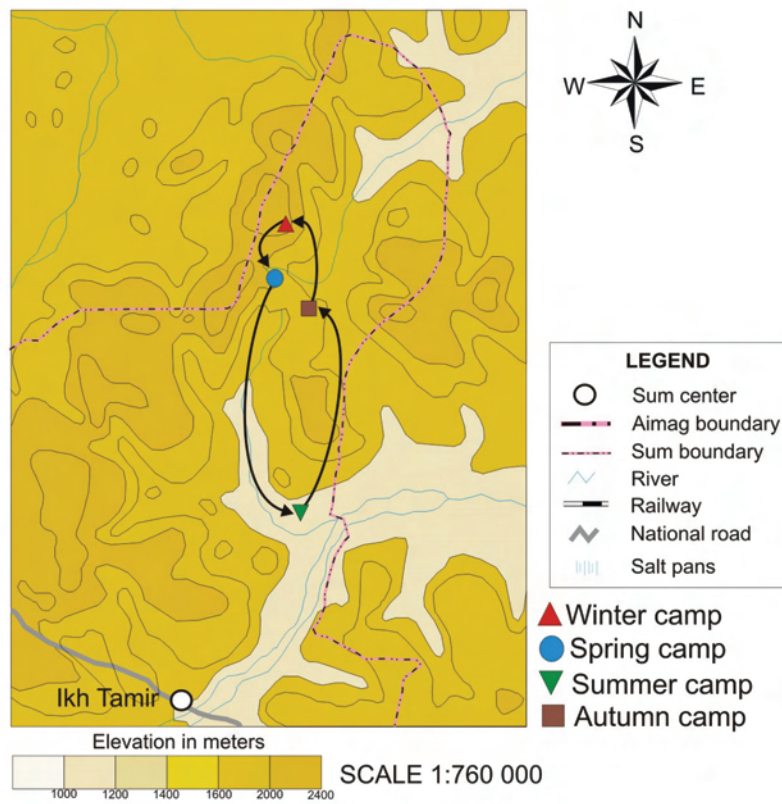 N
W
E
S
LEGEND
Sum center
Aimag boundary
Sum boundary
River
Railway
National road
Salt pans
Winter camp
Spring camp
Summer camp
Autumn camp
Ikh Tamir
Elevation in meters
1000 1200 1400 1600 2000 2400
SCALE 1:760 000